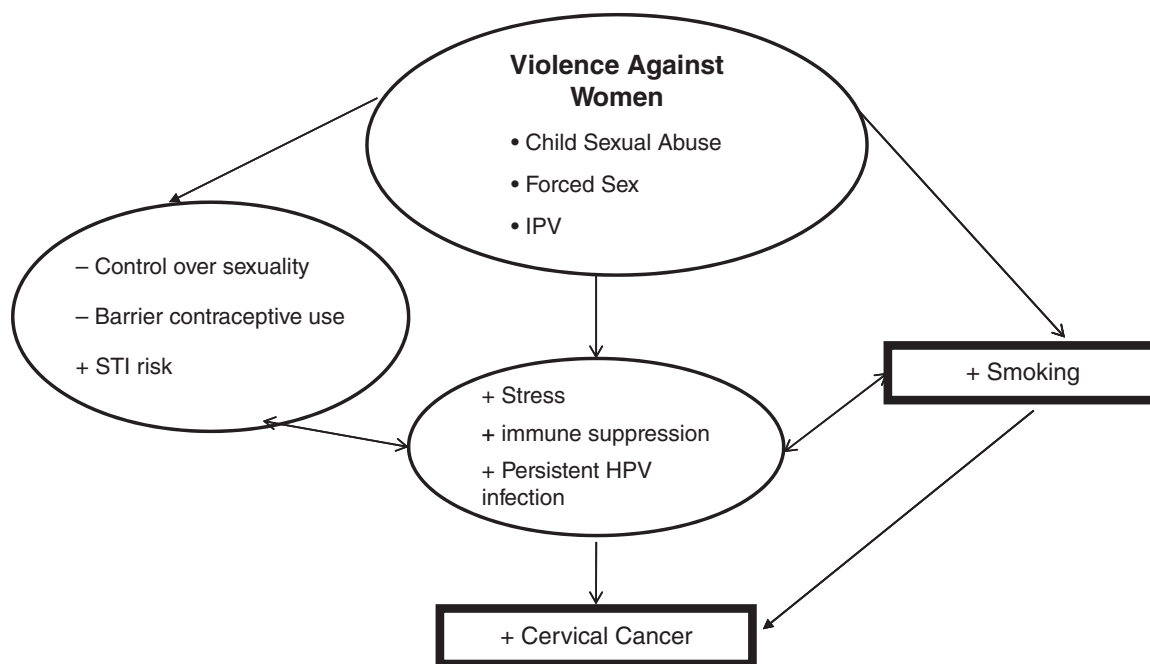 Violence Against
Women
• Child Sexual Abuse
• Forced Sex
• IPV
– Control over sexuality
– Barrier contraceptive use
+ STI risk
+ Stress
+ immune suppression
+ Persistent HPV
infection
+ Smoking
+ Cervical Cancer